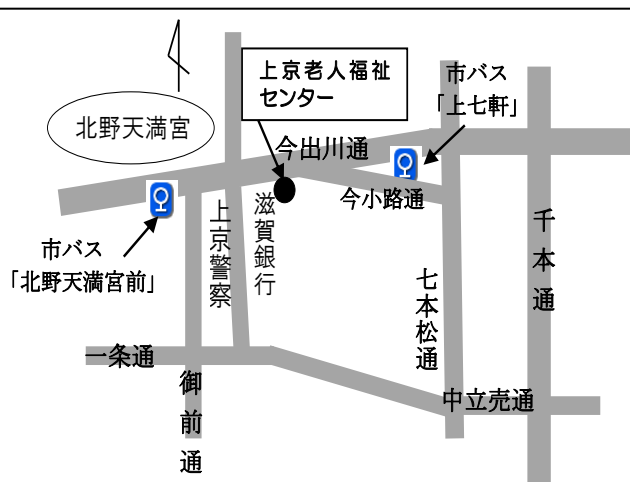 上京老人福祉
センター
市バス
「上七軒」
北野天満宮
今出川通
今小路通
市バス
「北野天満宮前」
上京警察
滋賀銀行
千本通
七本松通
一条通
御前通
中立売通